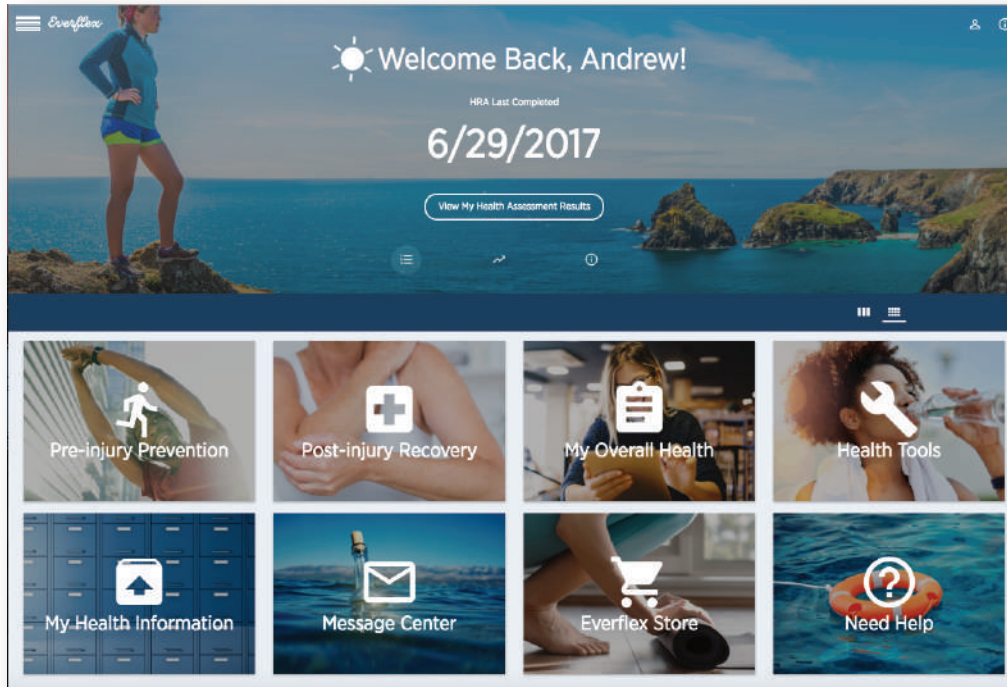 Everflex
Welcome Back, Andrew!
HRA Last Completed
6/29/2017
View My Health Assessment Results
Pre-injury Prevention
Post-injury Recovery
My Overall Health
Health Tools
My Health Information
Message Center
Everflex Store
Need Help